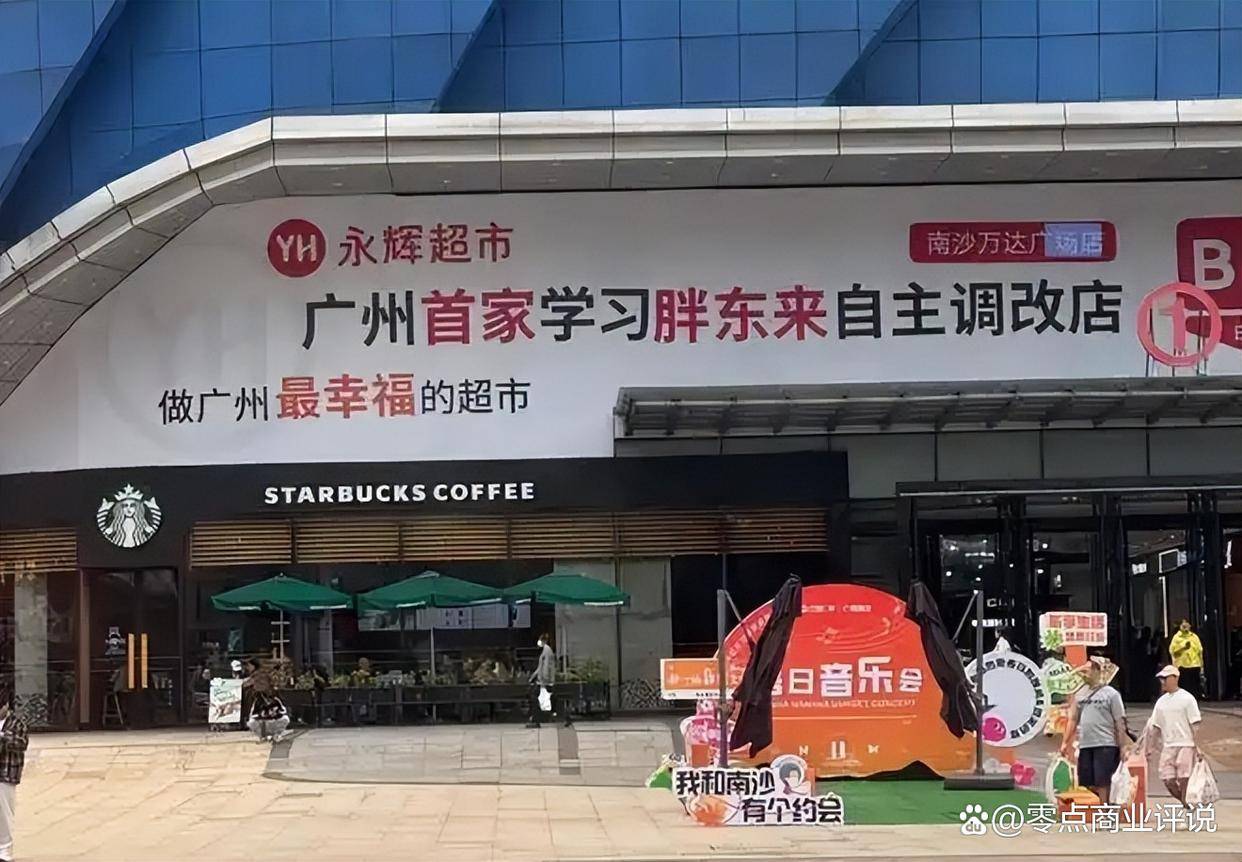 YH 永辉超市
南沙万达广场店
B
广州首家学习胖东来自主调改店
1
做广州最幸福的超市
STARBUCKS COFFEE
日音乐会
我和南沙
有个约会
@零点商业评说